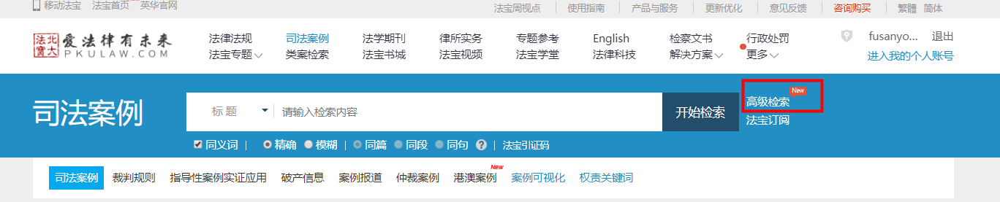 移动法宝 法宝首页 英华官网 法宝周视点 使用指南 产品与服务 更新优化 意见反馈 咨询购买 繁體 简体
北大法宝 爱法律有未来
PKULAW.COM
法律法规 司法案例 法学期刊 律所实务 专题参考 English 检察文书 行政处罚
法宝专题 类案检索 法宝书城 法宝视频 法宝学堂 法律科技 解决方案 更多
fusanyo... 退出
进入我的个人账号
司法案例
标题 请输入检索内容 开始检索
高级检索 New
法宝订阅
同义词 精确 模糊 同篇 同段 同句 ? 法宝引证码
司法案例 裁判规则 指导性案例实证应用 破产信息 案例报道 仲裁案例 港澳案例 New 案例可视化 权责关键词